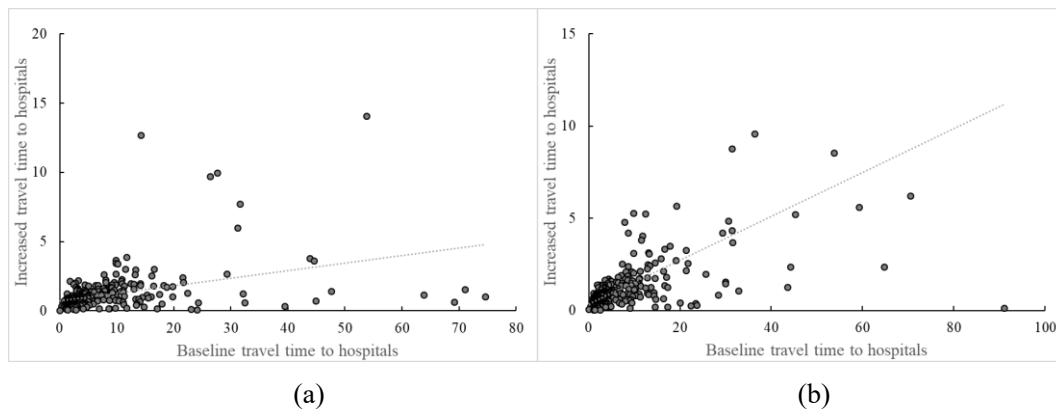 20
15
10
5
0
0 10 20 30 40 50 60 70 80
Increased travel time to hospitals
Baseline travel time to hospitals
(a)
15
10
5
0
0 20 40 60 80 100
Increased travel time to hospitals
Baseline travel time to hospitals
(b)